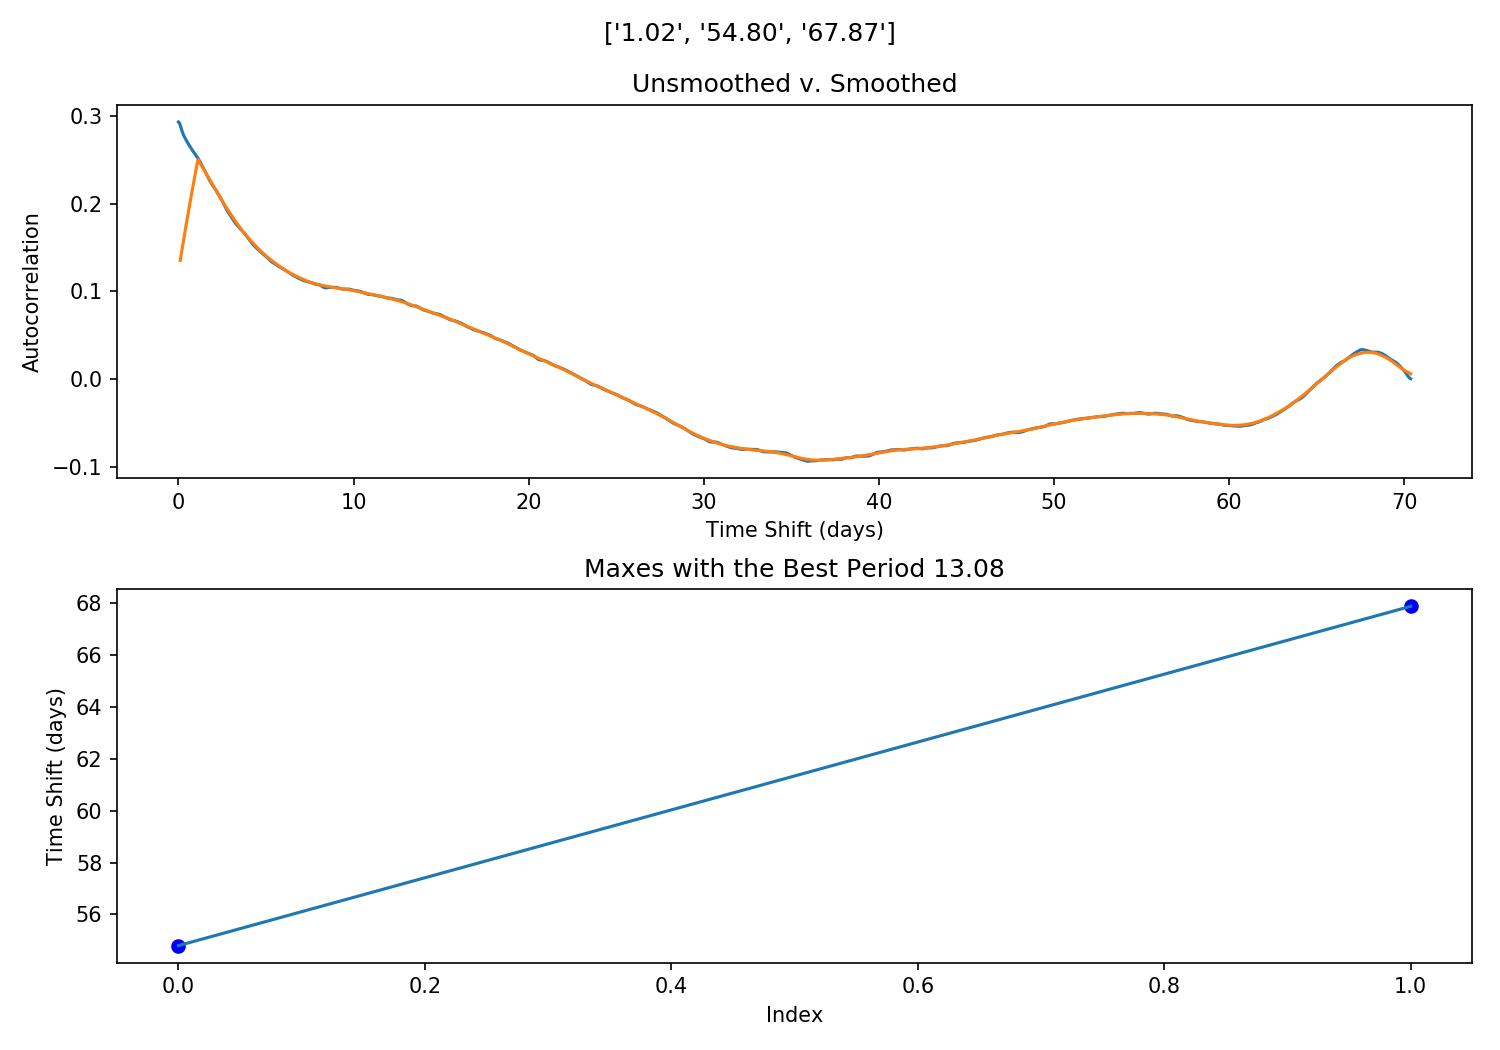 ['1.02', '54.80', '67.87']
Unsmoothed v. Smoothed
0.3
0.2
0.1
0.0
−0.1
Autocorrelation
0 10 20 30 40 50 60 70
Time Shift (days)
Maxes with the Best Period 13.08
68
66
64
62
60
58
56
Time Shift (days)
0.0 0.2 0.4 0.6 0.8 1.0
Index